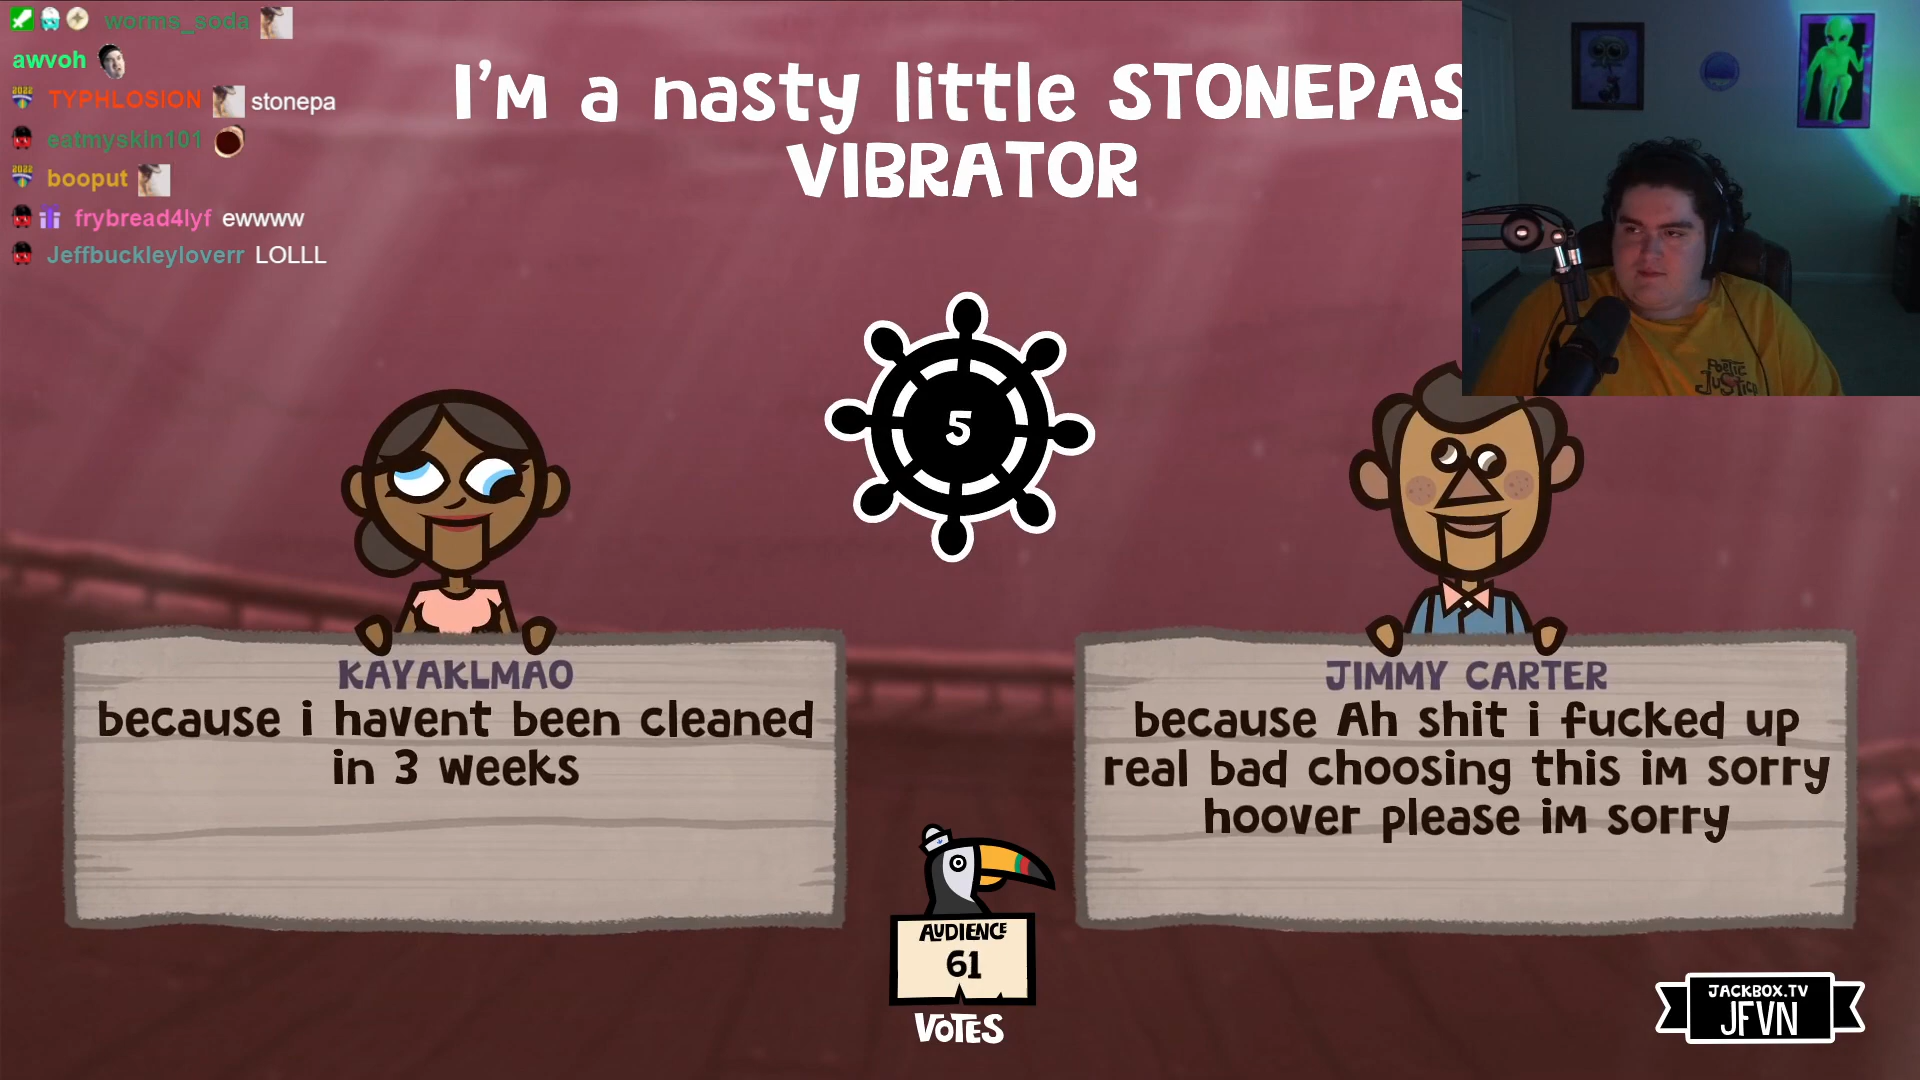 worms_soda
awvoh
TYPHLOSION stonepa
eatmyskin101
booput
frybread4lyf ewwww
Jeffbuckleyloverr LOLLL
I'M a nasty little STONEPAS
VIBRATOR
Poetic
Justice
5
KAYAKLMAO
because i havent been cleaned
in 3 weeks
JIMMY CARTER
because Ah shit i fucked up
real bad choosing this im sorry
hoover please im sorry
AUDIENCE
61
VOTES
JACKBOX.TV
JFVN